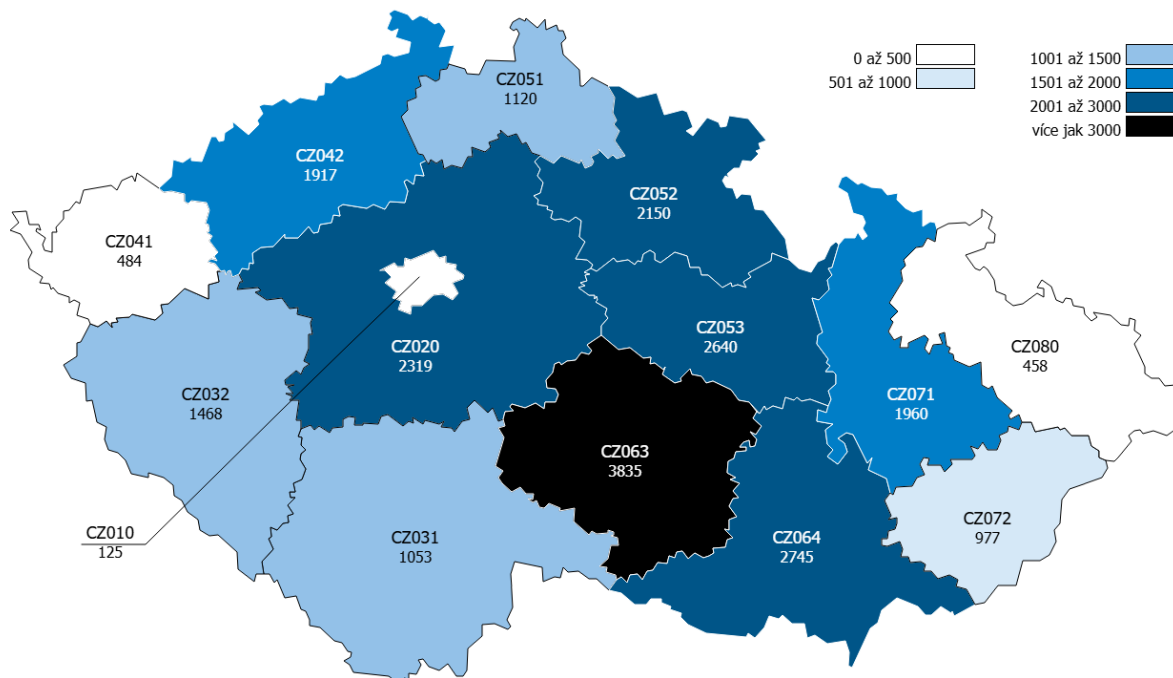 0 až 500
501 až 1000
1001 až 1500
1501 až 2000
2001 až 3000
více jak 3000
CZ051
1120
CZ042
1917
CZ052
2150
CZ041
484
CZ053
2640
CZ020
2319
CZ080
458
CZ032
1468
CZ071
1960
CZ063
3835
CZ010
125
CZ031
1053
CZ064
2745
CZ072
977